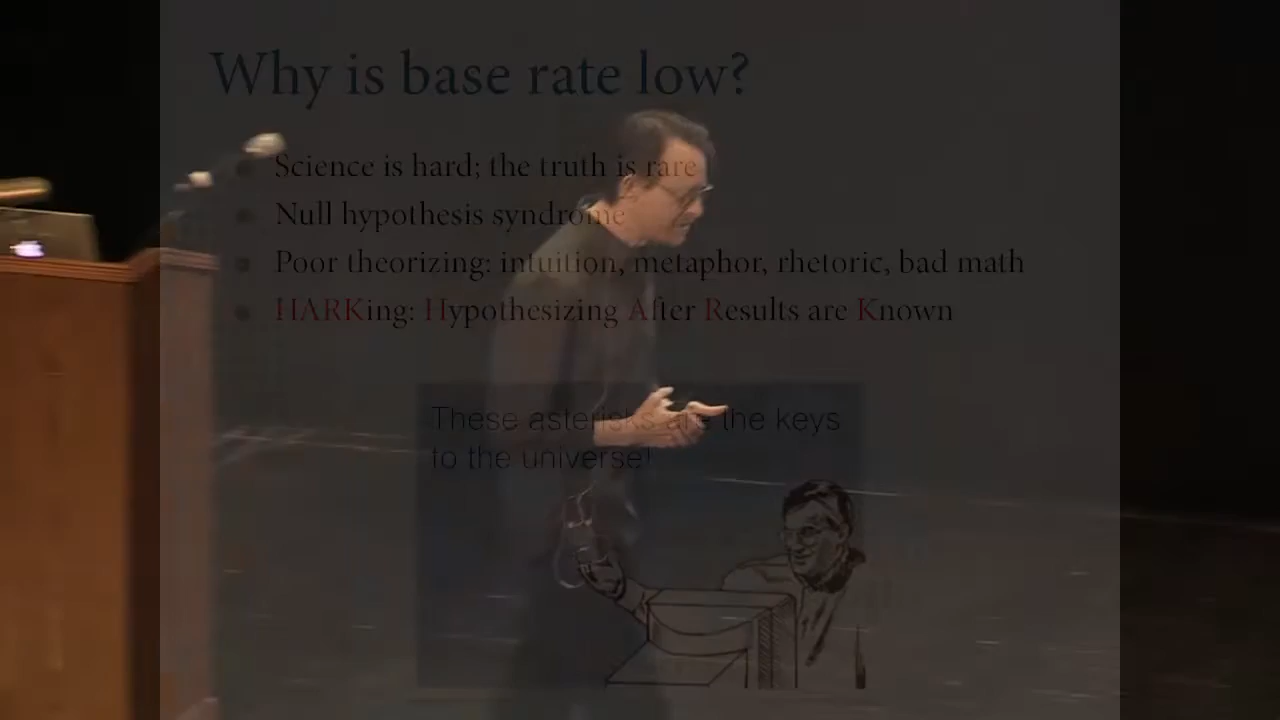 Why is base rate low?
Science is hard; the truth is rare
Null hypothesis syndrome
Poor theorizing: intuition, metaphor, rhetoric, bad math
HARKing: Hypothesizing After Results are Known
These asterisks are the keys
to the universe!